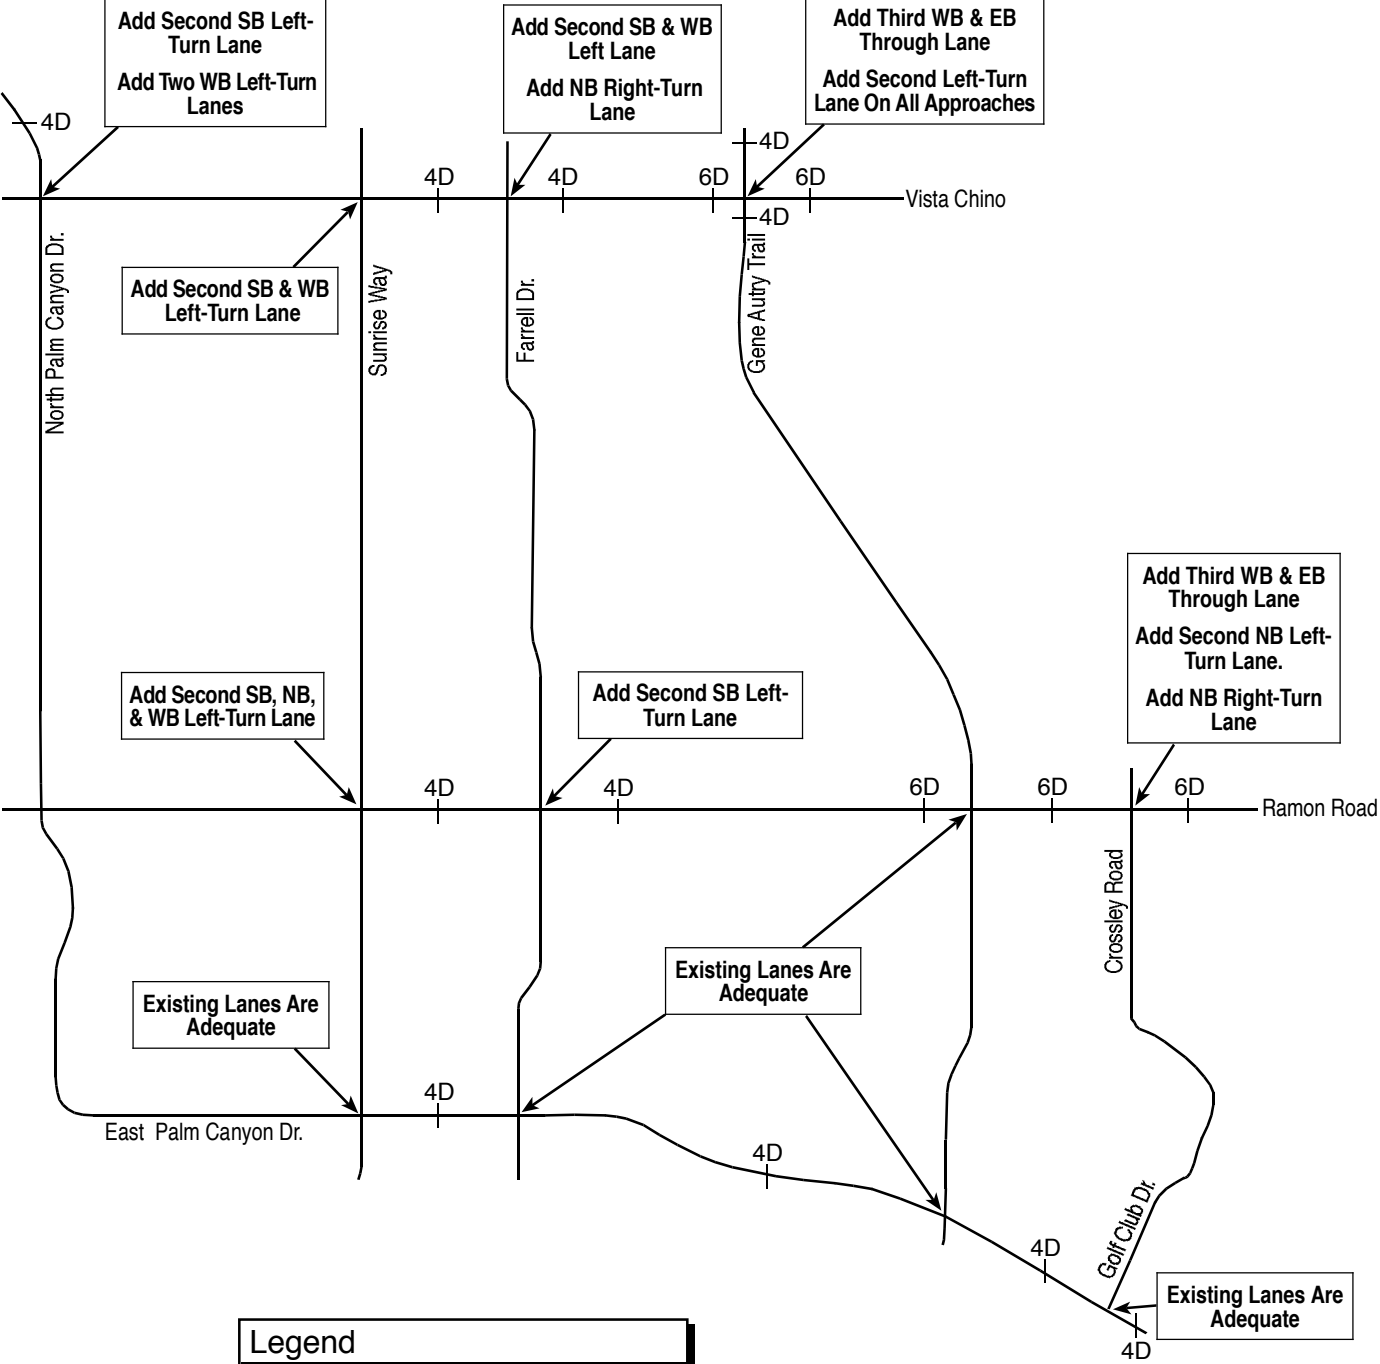 Add Second SB Left-
Turn Lane
Add Two WB Left-Turn
Lanes
Add Second SB & WB
Left Lane
Add NB Right-Turn
Lane
Add Third WB & EB
Through Lane
Add Second Left-Turn
Lane On All Approaches
4D
4D
4D
4D
6D
6D
Vista Chino
4D
North Palm Canyon Dr.
Add Second SB & WB
Left-Turn Lane
Sunrise Way
Farrell Dr.
Gene Autry Trail
Add Third WB & EB
Through Lane
Add Second NB Left-
Turn Lane.
Add NB Right-Turn
Lane
Add Second SB, NB,
& WB Left-Turn Lane
Add Second SB Left-
Turn Lane
4D
4D
6D
6D
6D
Ramon Road
Crossley Road
Existing Lanes Are
Adequate
Existing Lanes Are
Adequate
4D
East Palm Canyon Dr.
4D
4D
Golf Club Dr.
Existing Lanes Are
Adequate
4D
Legend